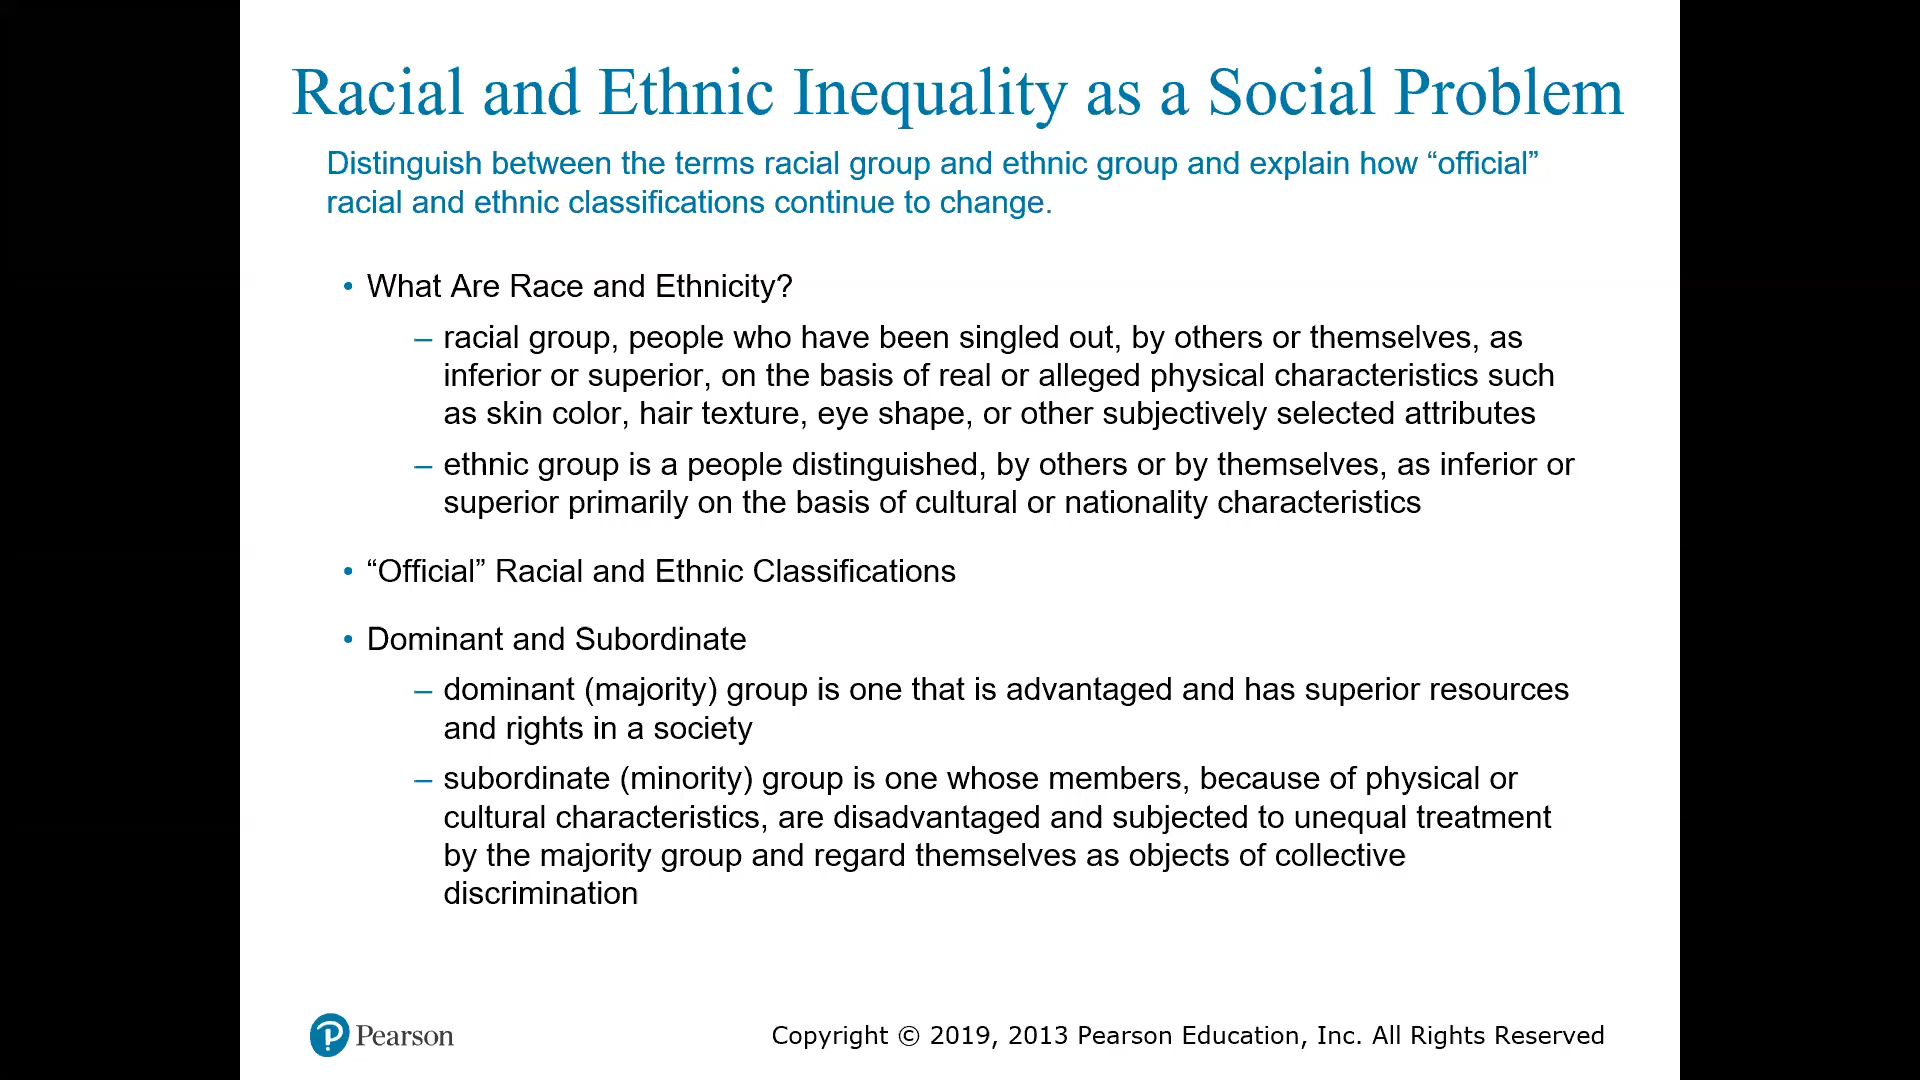 Racial and Ethnic Inequality as a Social Problem
Distinguish between the terms racial group and ethnic group and explain how “official”
racial and ethnic classifications continue to change.
• What Are Race and Ethnicity?
– racial group, people who have been singled out, by others or themselves, as
inferior or superior, on the basis of real or alleged physical characteristics such
as skin color, hair texture, eye shape, or other subjectively selected attributes
– ethnic group is a people distinguished, by others or by themselves, as inferior or
superior primarily on the basis of cultural or nationality characteristics
• “Official” Racial and Ethnic Classifications
• Dominant and Subordinate
– dominant (majority) group is one that is advantaged and has superior resources
and rights in a society
– subordinate (minority) group is one whose members, because of physical or
cultural characteristics, are disadvantaged and subjected to unequal treatment
by the majority group and regard themselves as objects of collective
discrimination
Pearson
Copyright © 2019, 2013 Pearson Education, Inc. All Rights Reserved